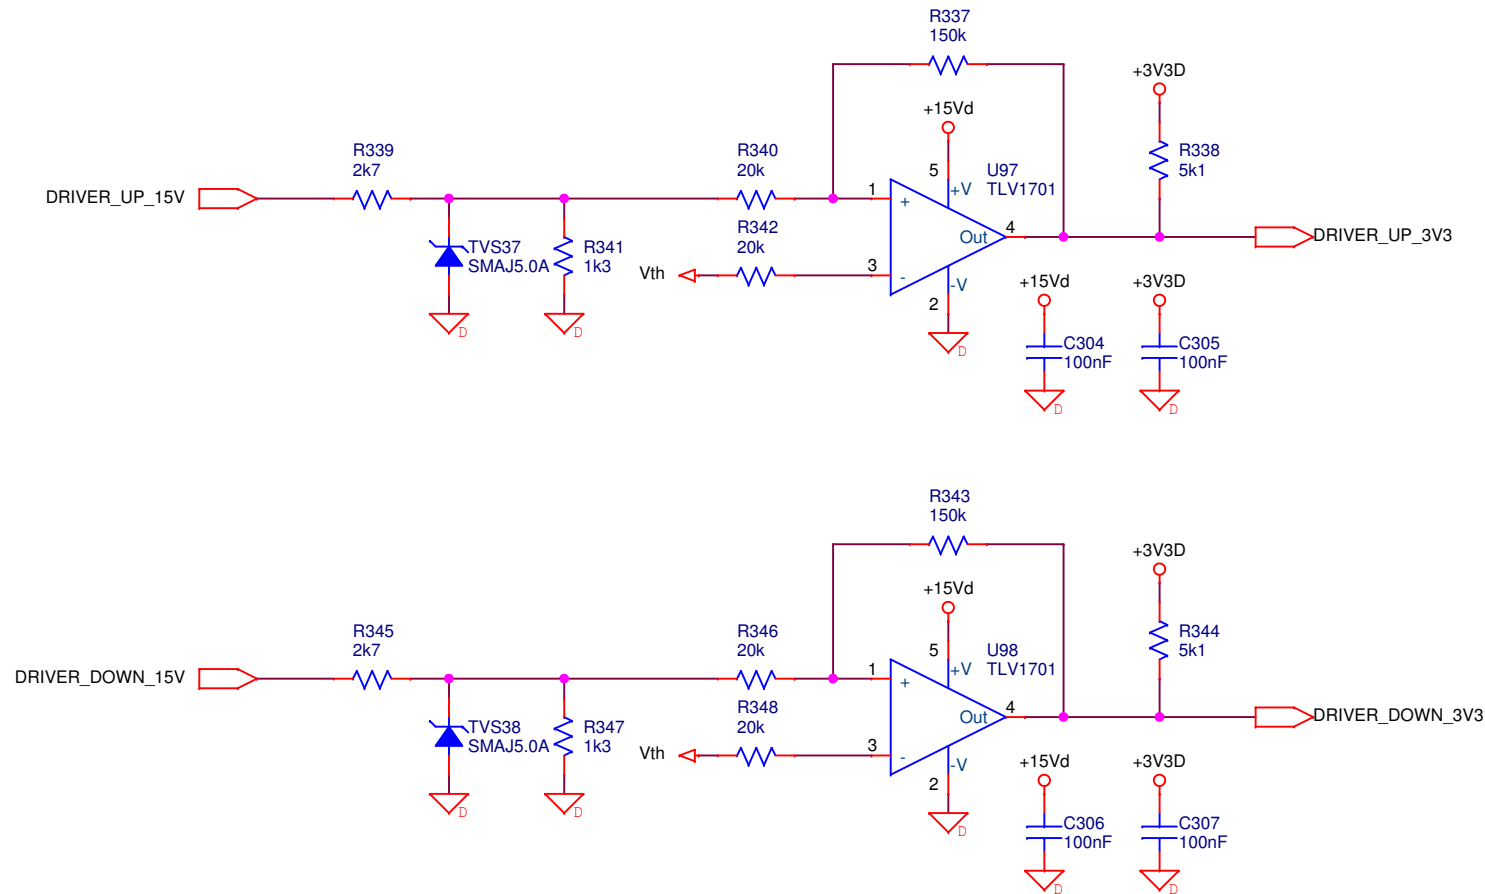 R337
150k
+3V3D
+15Vd
R339
2k7
R340
20k
5
U97
TLV1701
R338
5k1
DRIVER_UP_15V
1
+V
+
R342
20k
4
Out
DRIVER_UP_3V3
TVS37
SMAJ5.0A
R341
1k3
Vth
3
-
-V
2
+15Vd
+3V3D
D
D
D
C304
100nF
C305
100nF
D
D
R343
150k
+3V3D
+15Vd
R345
2k7
R346
20k
5
U98
TLV1701
R344
5k1
DRIVER_DOWN_15V
1
+V
+
R348
20k
4
Out
DRIVER_DOWN_3V3
TVS38
SMAJ5.0A
R347
1k3
Vth
3
-
-V
2
+15Vd
+3V3D
D
D
D
C306
100nF
C307
100nF
D
D